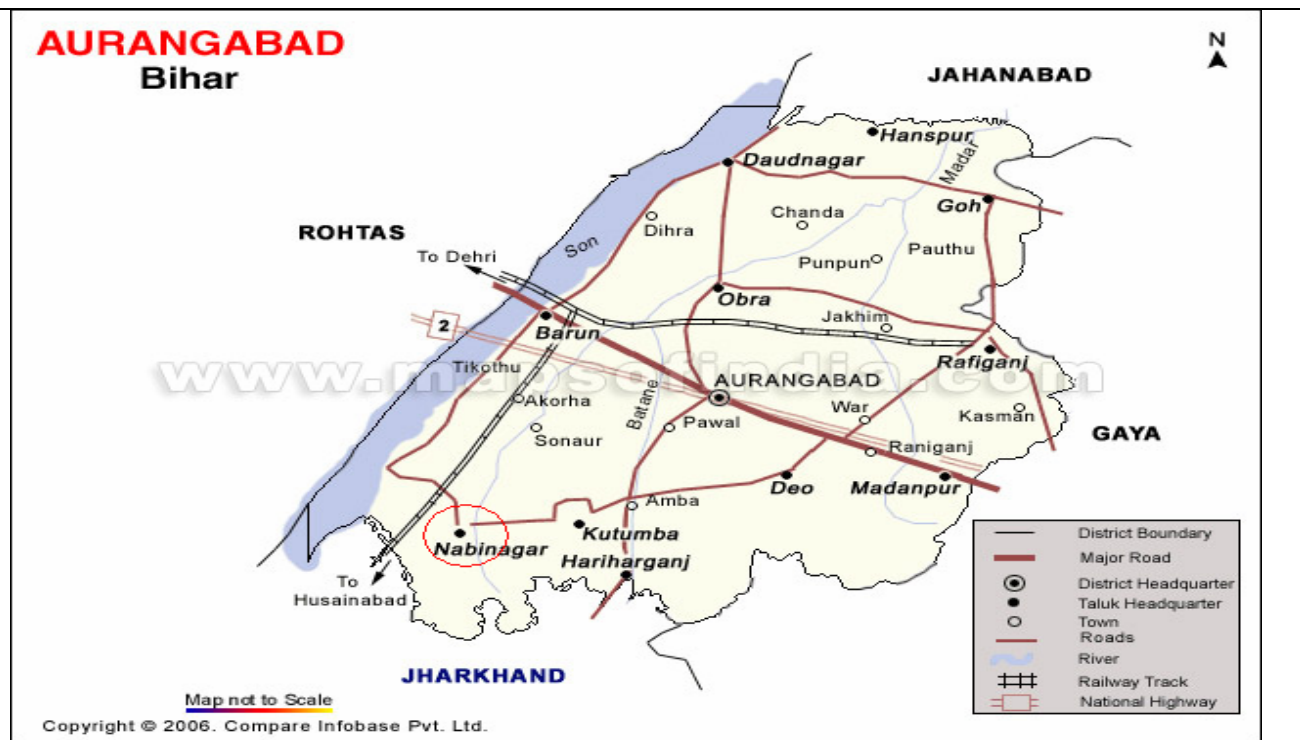 AURANGABAD
Bihar
N
JAHANABAD
Hanspur
Daudnagar
Madar
Goh
Chanda
Dihra
ROHTAS
Son
Pauthu
To Dehri
Punpun
Obra
2
Barun
Jakhim
Rafiganj
Tikothu
www.mapsofindia.com
AURANGABAD
Akorha
Batane
War
Kasman
Pawal
Sonaur
GAYA
Raniganj
Deo
Madanpur
Amba
Kutumba
Nabinagar
Hariharganj
To
Husainabad
JHARKHAND
District Boundary
Major Road
District Headquarter
Taluk Headquarter
Town
Roads
River
Railway Track
National Highway
Map not to Scale
Copyright © 2006. Compare Infobase Pvt. Ltd.